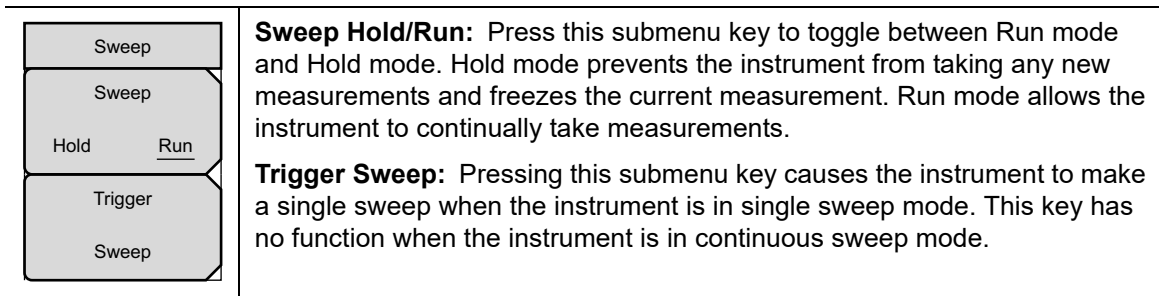 Sweep
Sweep
Hold Run
Trigger
Sweep
Sweep Hold/Run: Press this submenu key to toggle between Run mode
and Hold mode. Hold mode prevents the instrument from taking any new
measurements and freezes the current measurement. Run mode allows the
instrument to continually take measurements.
Trigger Sweep: Pressing this submenu key causes the instrument to make
a single sweep when the instrument is in single sweep mode. This key has
no function when the instrument is in continuous sweep mode.